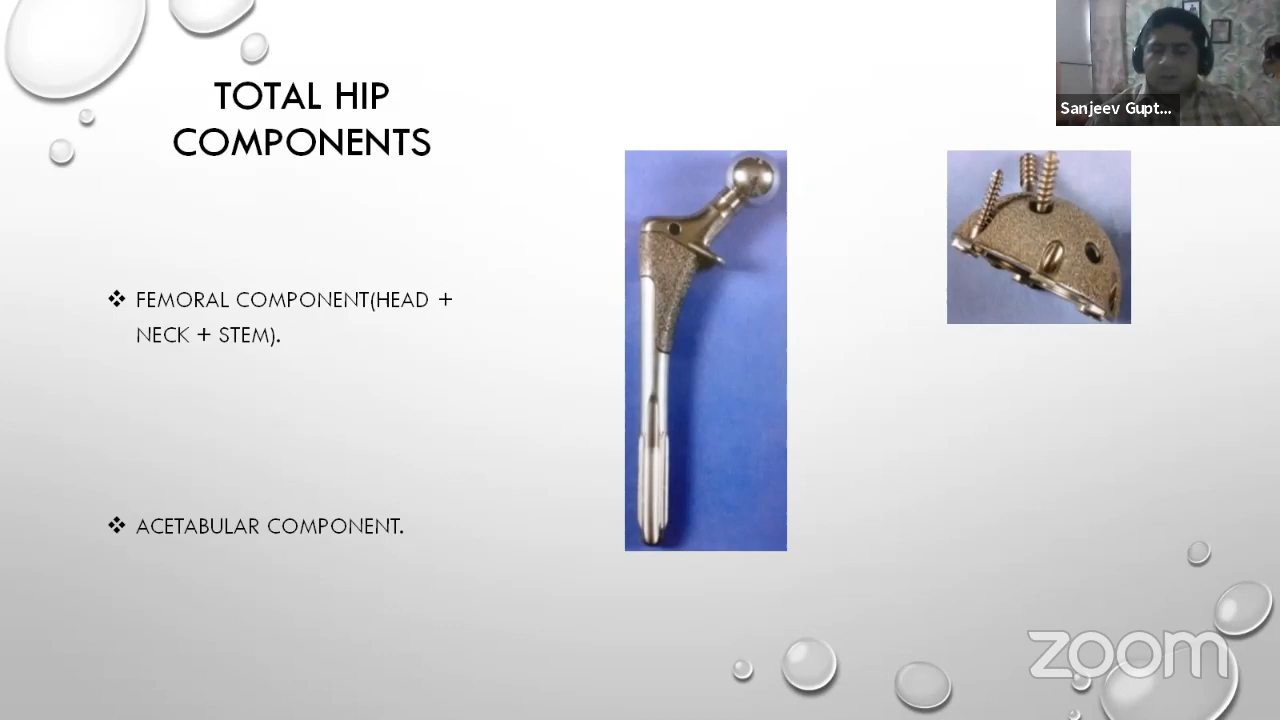 TOTAL HIP
COMPONENTS
Sanjeev Gupt...
❖ FEMORAL COMPONENT(HEAD +
NECK + STEM).
❖ ACETABULAR COMPONENT.
zoom